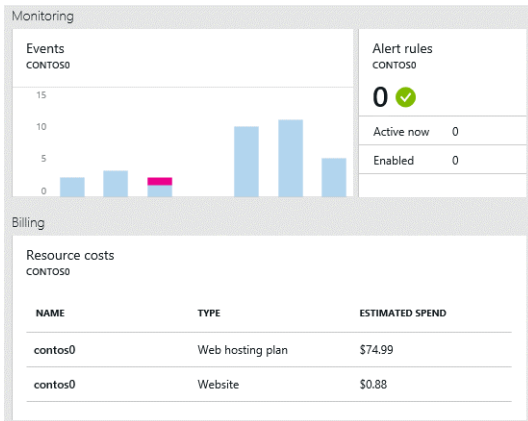 Monitoring
Events
CONTOS0
15
10
5
0
Alert rules
CONTOS0
0
Active now 0
Enabled 0
Billing
Resource costs
CONTOS0
NAME TYPE ESTIMATED SPEND
contos0 Web hosting plan $74.99
contos0 Website $0.88